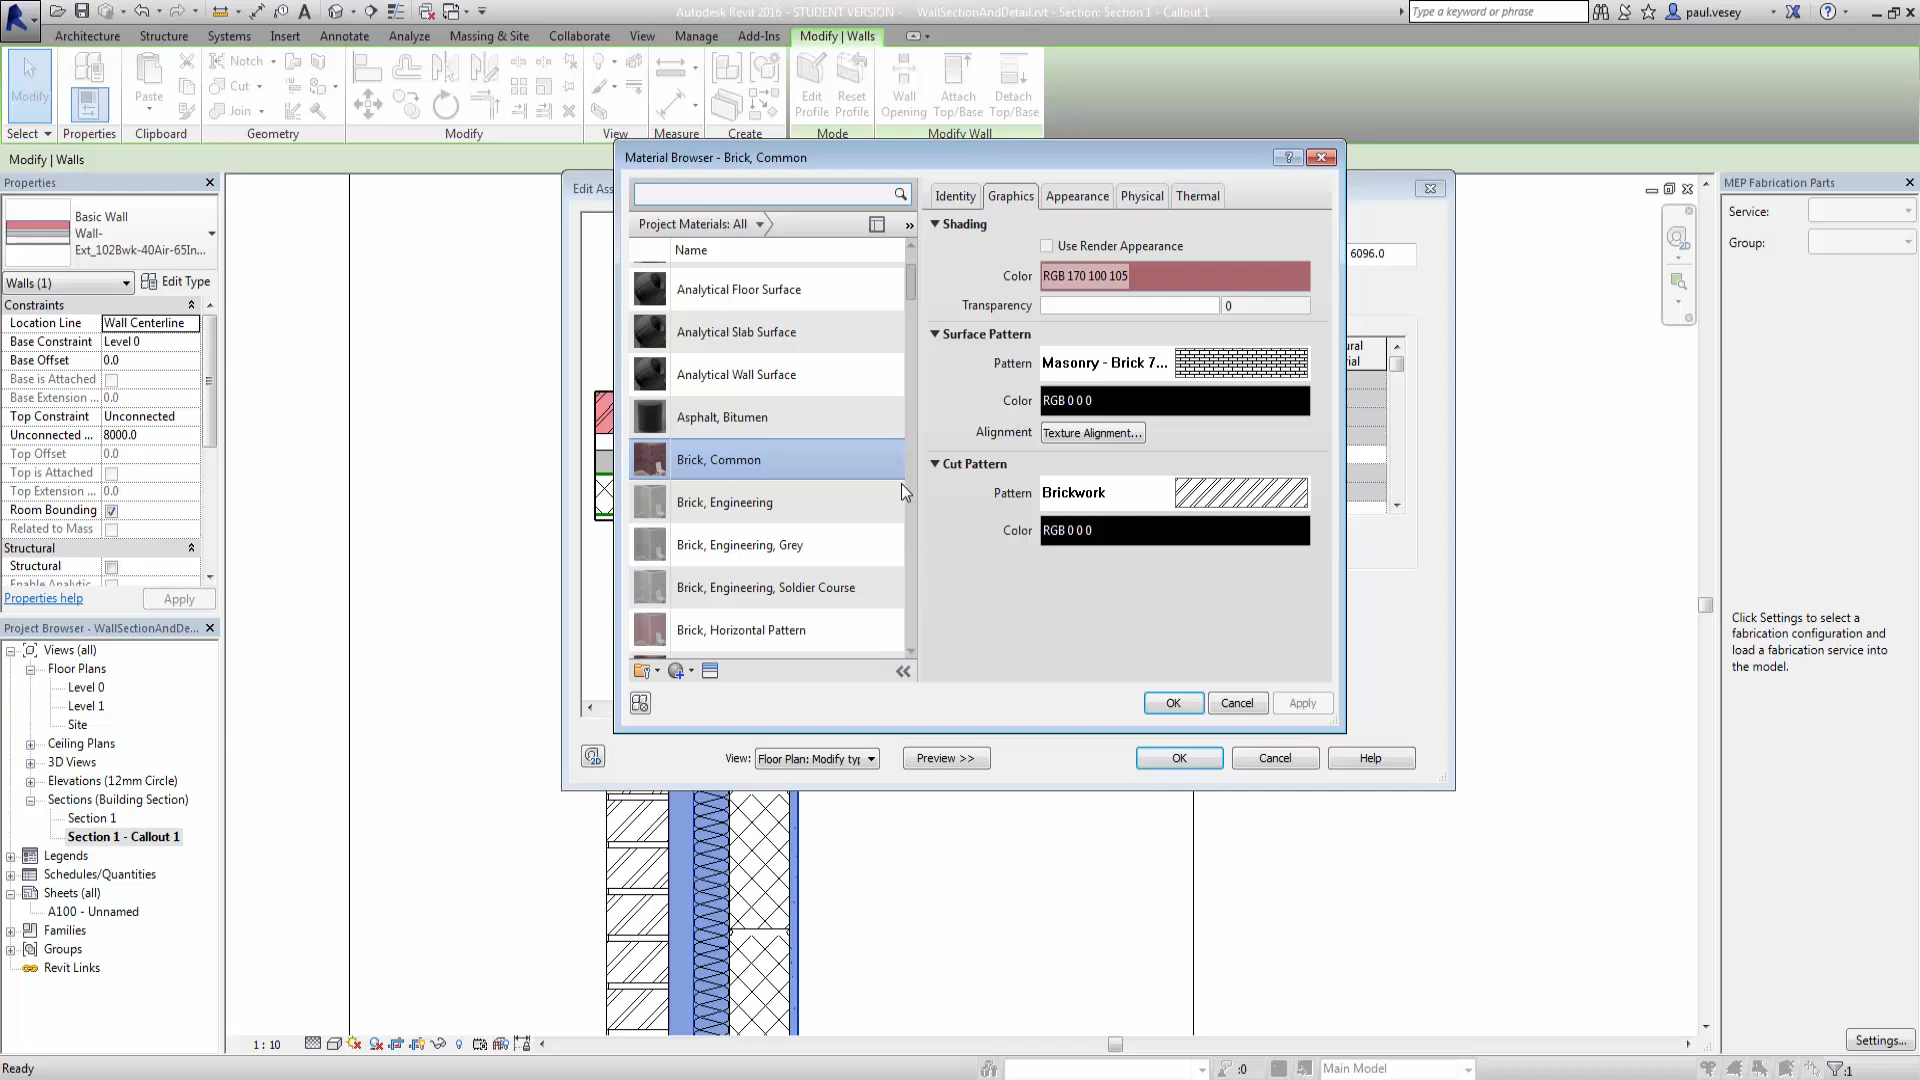 Autodesk Revit 2016 - STUDENT VERSION - ... WallSectionAndDetail.rvt - Section: Section 1 - Callout 1
Type a keyword or phrase
paul.vesey
Architecture Structure Systems Insert Annotate Analyze Massing & Site Collaborate View Manage Add-Ins Modify | Walls
Modify
Paste
Notch
Cut
Join
Edit Profile
Reset Profile
Wall Opening
Attach Top/Base
Detach Top/Base
Select Properties Clipboard Geometry Modify View Measure Create Mode Modify Wall
Modify | Walls
Properties
Basic Wall
Wall-
Ext_102Bwk-40Air-65In...
Walls (1) Edit Type
Constraints
Location Line Wall Centerline
Base Constraint Level 0
Base Offset 0.0
Base is Attached
Base Extension ... 0.0
Top Constraint Unconnected
Unconnected ... 8000.0
Top Offset 0.0
Top is Attached
Top Extension ... 0.0
Room Bounding
Related to Mass
Structural
Structural
Enable Analytic
Properties help Apply
Project Browser - WallSectionAndDe...
Views (all)
Floor Plans
Level 0
Level 1
Site
Ceiling Plans
3D Views
Elevations (12mm Circle)
Sections (Building Section)
Section 1
Section 1 - Callout 1
Legends
Schedules/Quantities
Sheets (all)
A100 - Unnamed
Families
Groups
Revit Links
Edit Ass
6096.0
ural
ial
Material Browser - Brick, Common
Project Materials: All
Name
Analytical Floor Surface
Analytical Slab Surface
Analytical Wall Surface
Asphalt, Bitumen
Brick, Common
Brick, Engineering
Brick, Engineering, Grey
Brick, Engineering, Soldier Course
Brick, Horizontal Pattern
Identity Graphics Appearance Physical Thermal
Shading
Use Render Appearance
Color RGB 170 100 105
Transparency 0
Surface Pattern
Pattern Masonry - Brick 7...
Color RGB 0 0 0
Alignment Texture Alignment...
Cut Pattern
Pattern Brickwork
Color RGB 0 0 0
OK Cancel Apply
View: Floor Plan: Modify typ Preview >> OK Cancel Help
MEP Fabrication Parts
Service:
Group:
Click Settings to select a
fabrication configuration and
load a fabrication service into
the model.
Settings...
1 : 10
Ready
:0
Main Model
:1